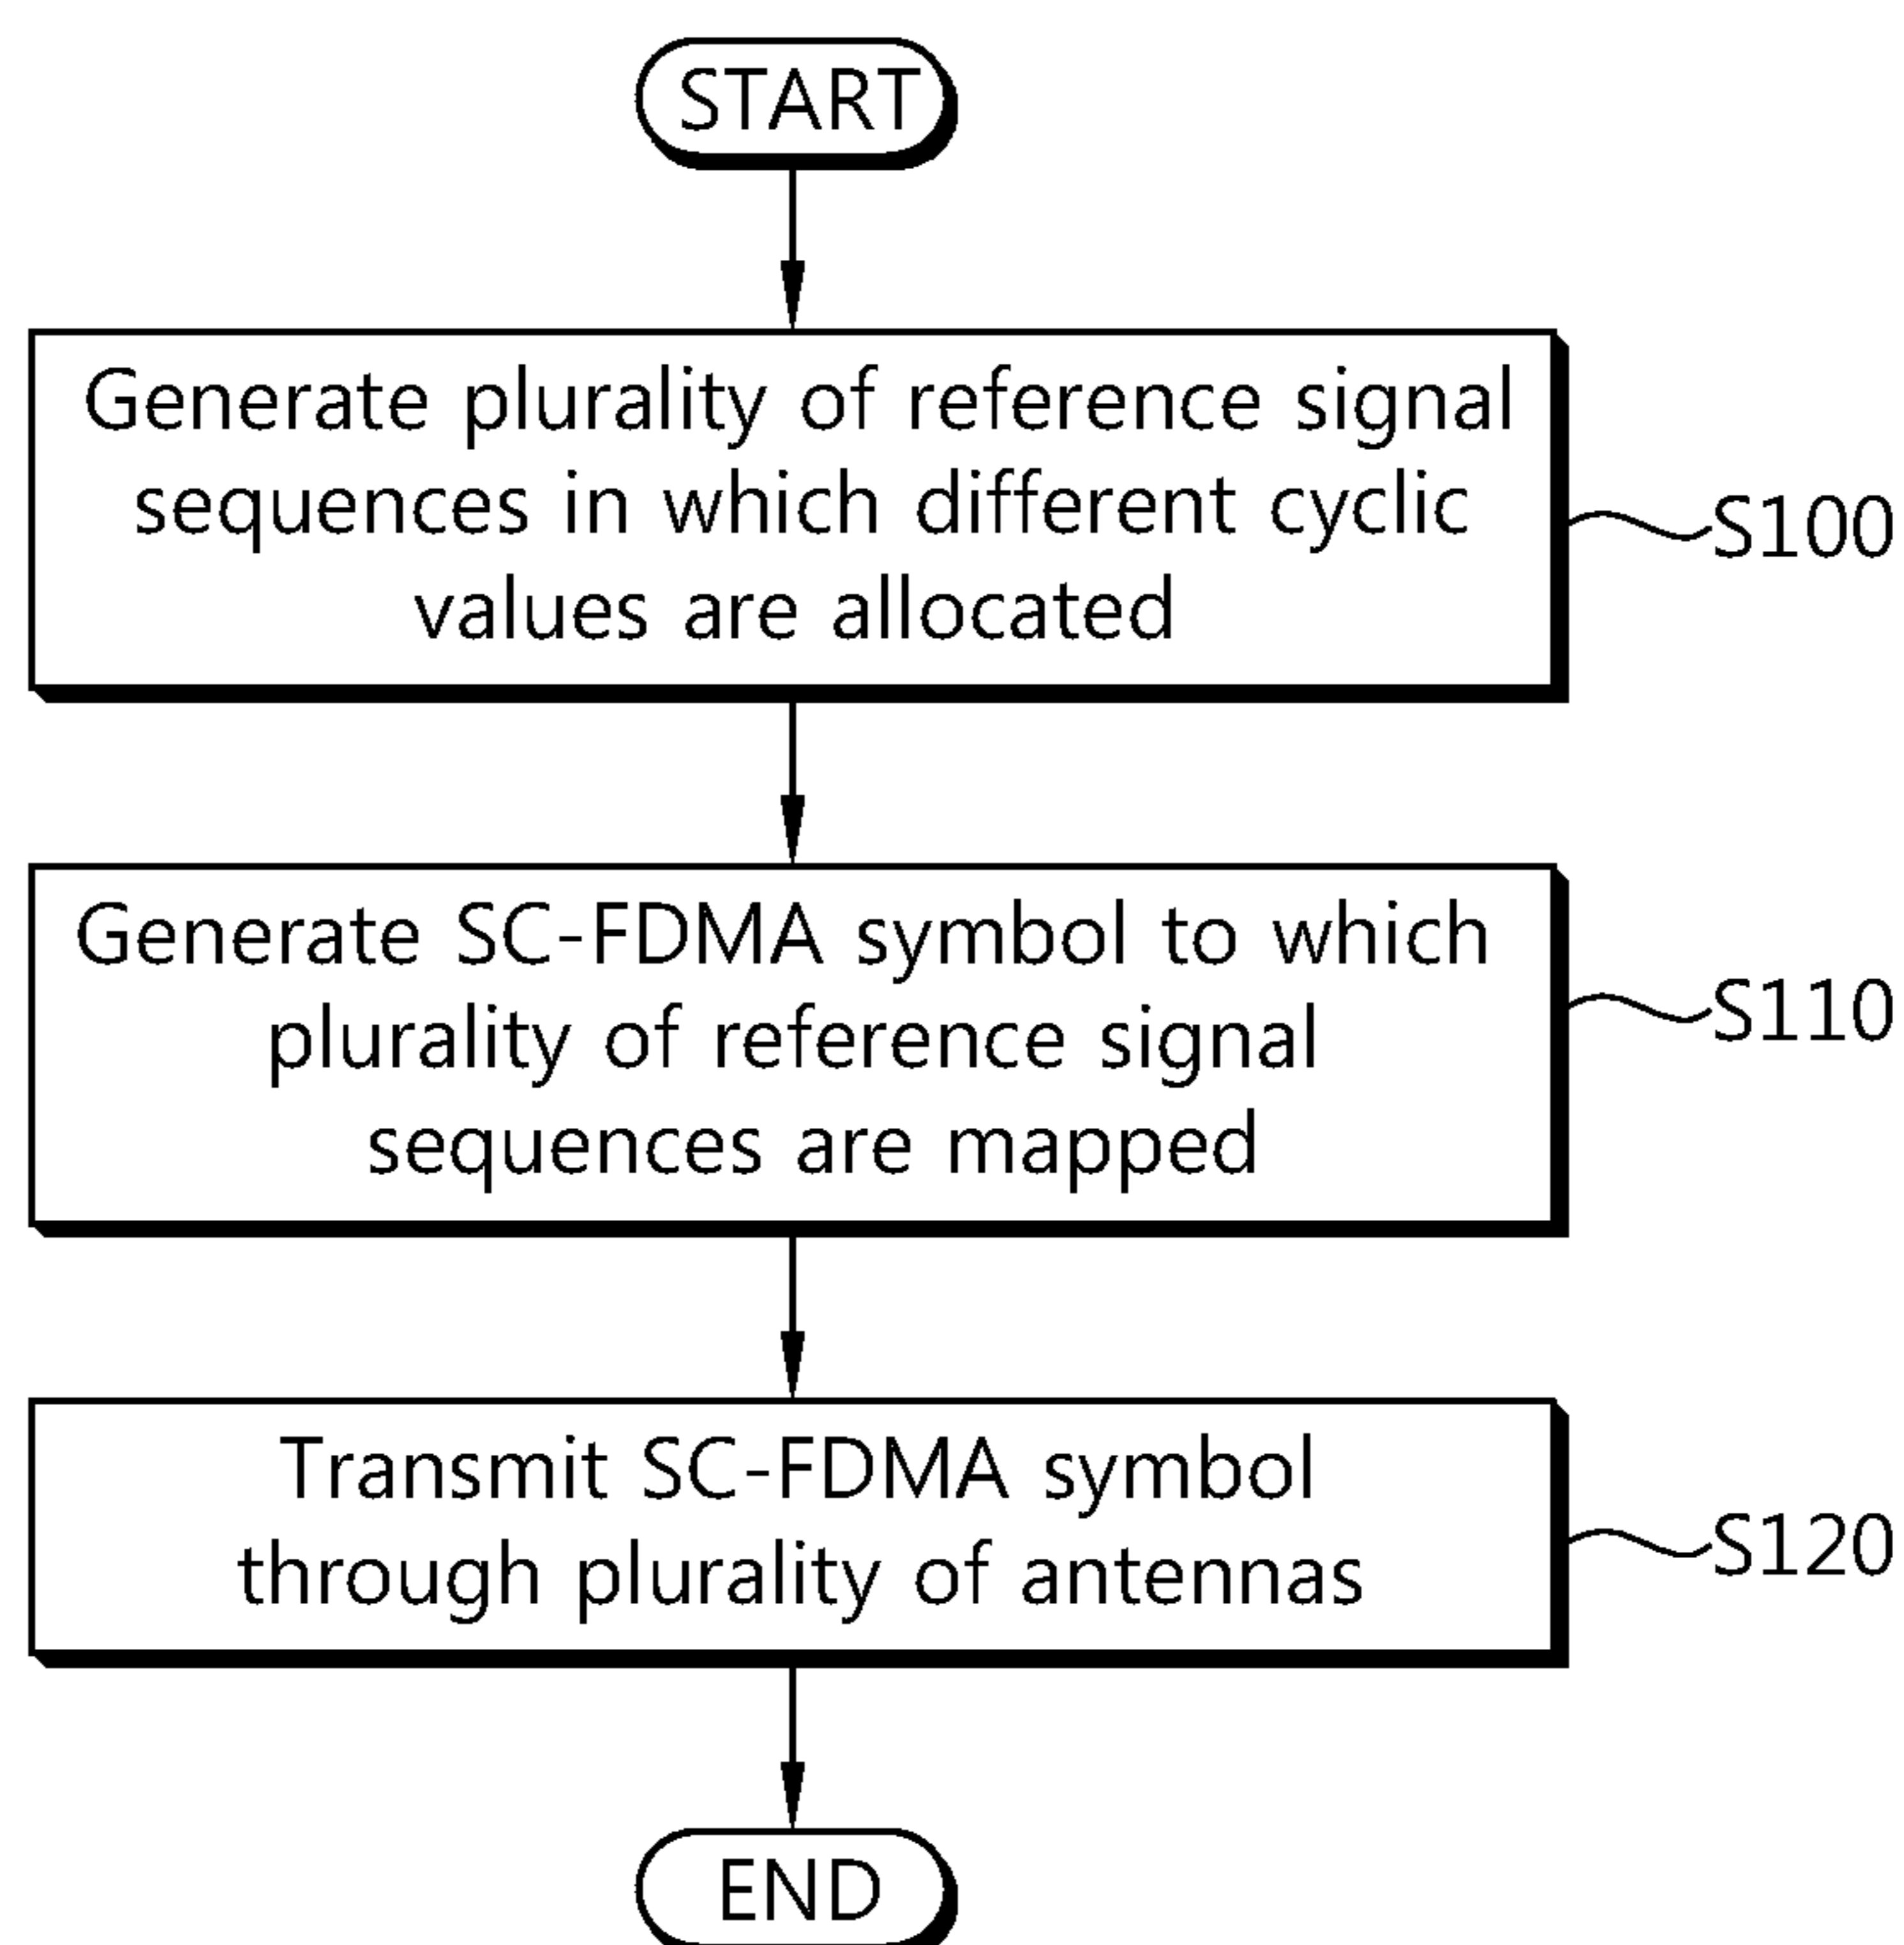 START
Generate plurality of reference signal
sequences in which different cyclic
values are allocated
S100
Generate SC-FDMA symbol to which
plurality of reference signal
sequences are mapped
S110
Transmit SC-FDMA symbol
through plurality of antennas
S120
END